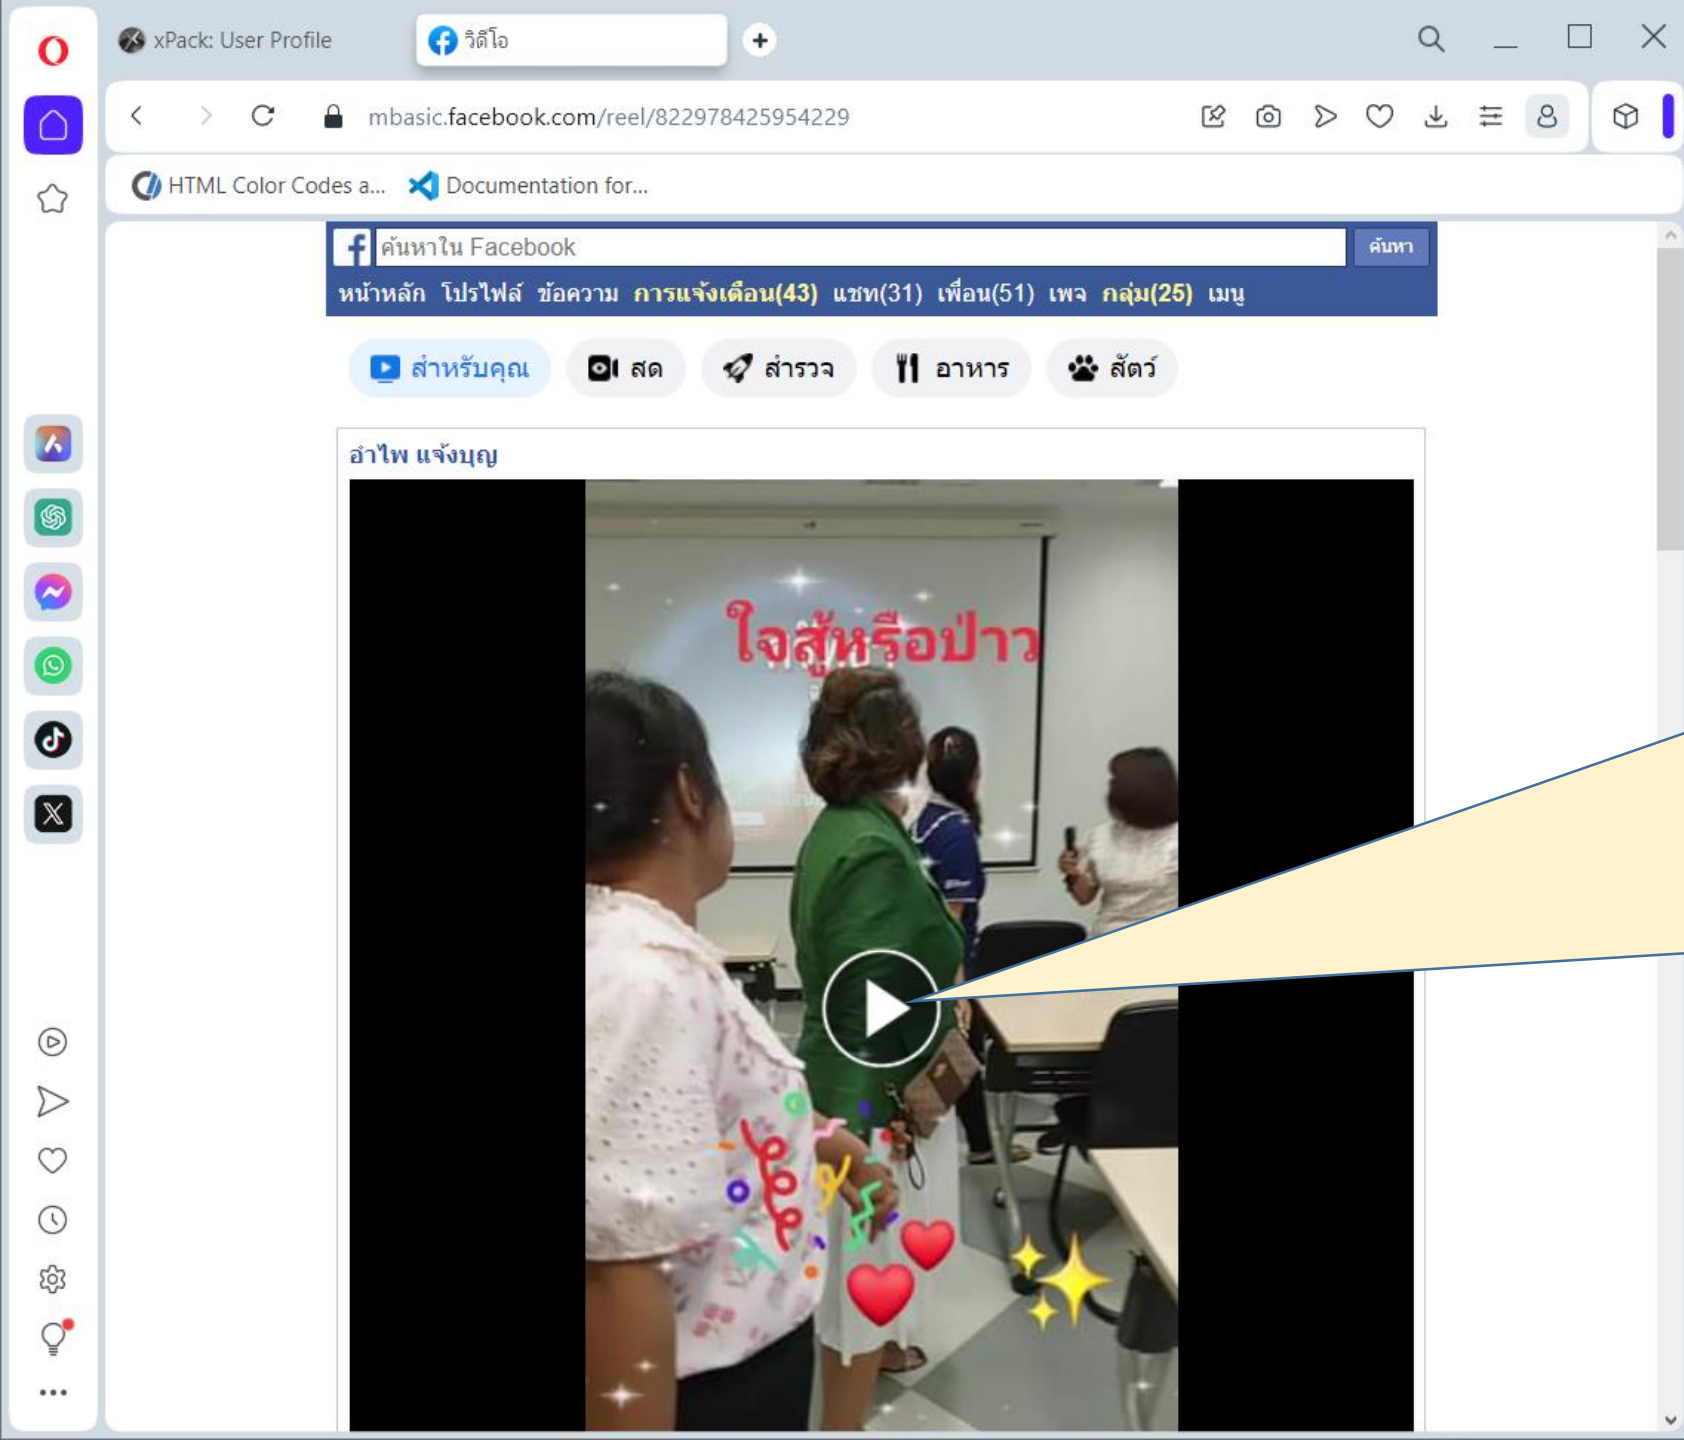 xPack: User Profile
วิดีโอ
mbasic.facebook.com/reel/822978425954229
HTML Color Codes a...
Documentation for...
ค้นหาใน Facebook
ค้นหา
หน้าหลัก โปรไฟล์ ข้อความ การแจ้งเตือน(43) แชท(31) เพื่อน(51) เพจ กลุ่ม(25) เมนู
สำหรับคุณ
สด
สำรวจ
อาหาร
สัตว์
อำไพ แจ้งบุญ
ใจสู้หรือป่าว